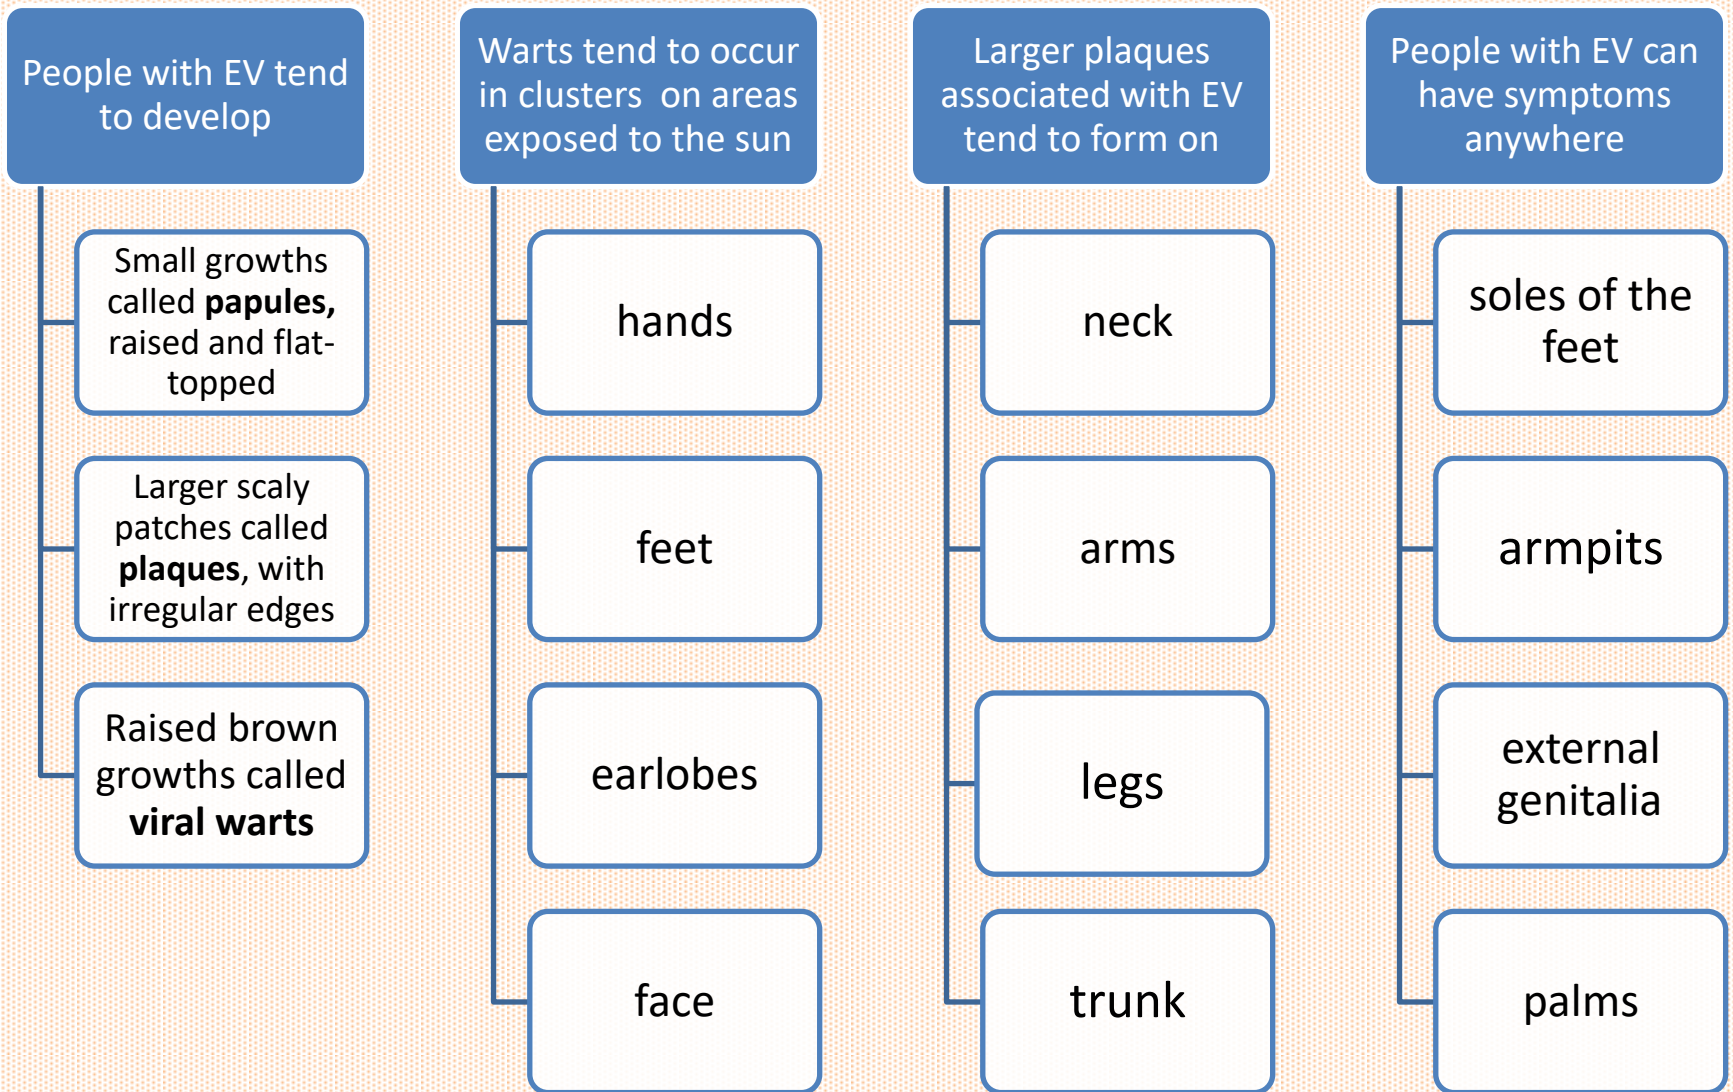 People with EV tend
to develop
Small growths
called papules,
raised and flat-
topped
Larger scaly
patches called
plaques, with
irregular edges
Raised brown
growths called
viral warts
Warts tend to occur
in clusters  on areas
exposed to the sun
hands
feet
earlobes
face
Larger plaques
associated with EV
tend to form on
neck
arms
legs
trunk
People with EV can
have symptoms
anywhere
soles of the
feet
armpits
external
genitalia
palms